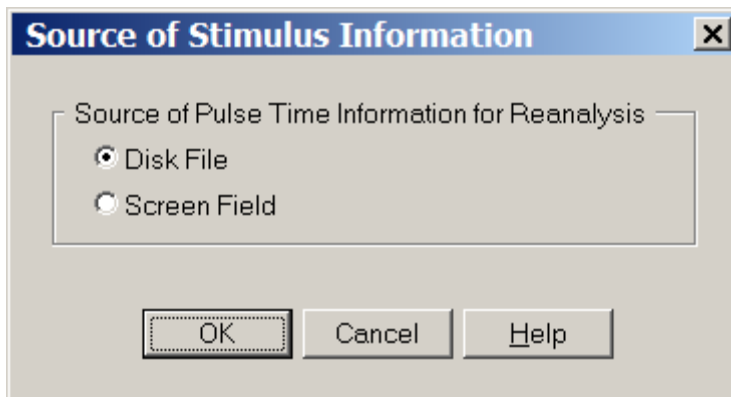 Source of Stimulus Information
Source of Pulse Time Information for Reanalysis
Disk File
Screen Field
OK Cancel Help